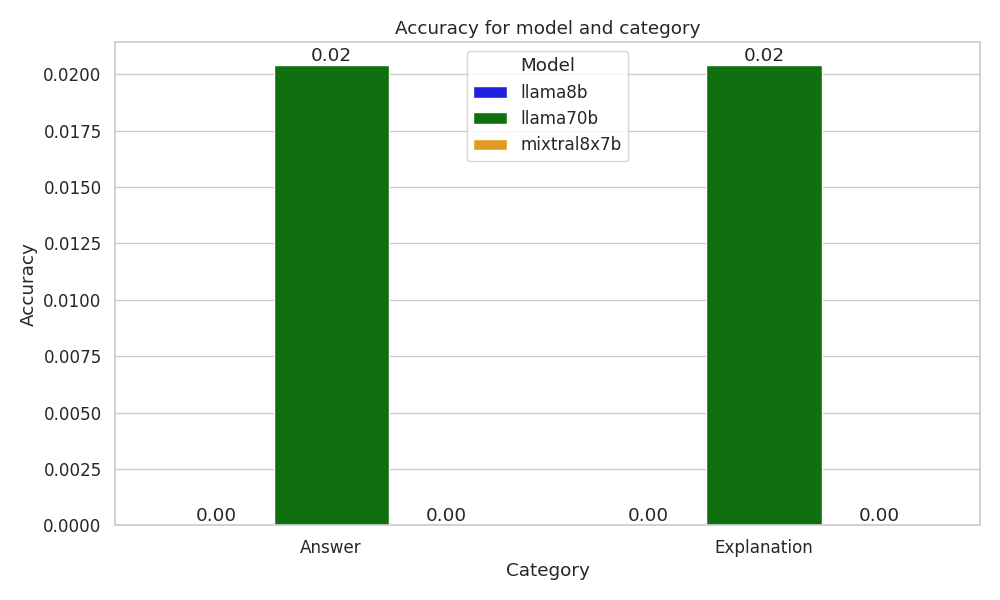 Accuracy for model and category
0.02
0.02
Model
llama8b
llama70b
mixtral8x7b
0.0200
0.0175
0.0150
0.0125
0.0100
0.0075
0.0050
0.0025
0.0000
Accuracy
0.00
0.00
0.00
0.00
Answer
Explanation
Category